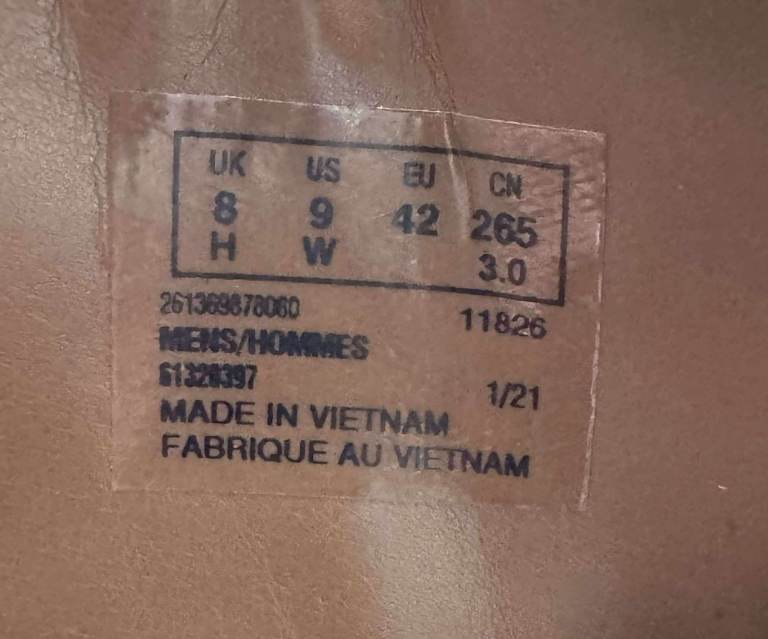 UK US EU CN
8 9 42 265
H W 3.0
261369878060 11826
MENS/HOMMES
61328397 1/21
MADE IN VIETNAM
FABRIQUE AU VIETNAM